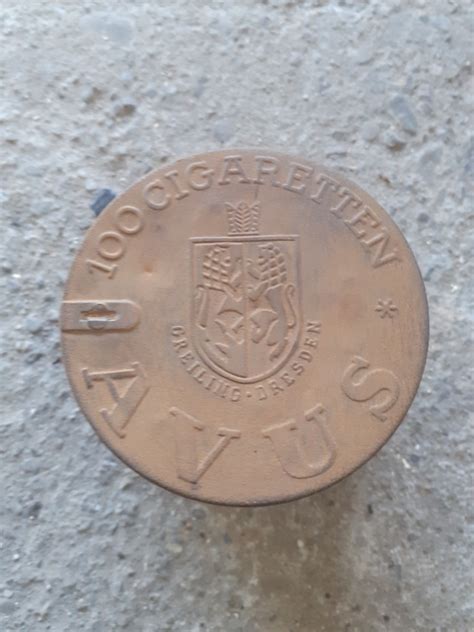 100 CIGARETTEN
GREILING · DRESDEN
AVUS *